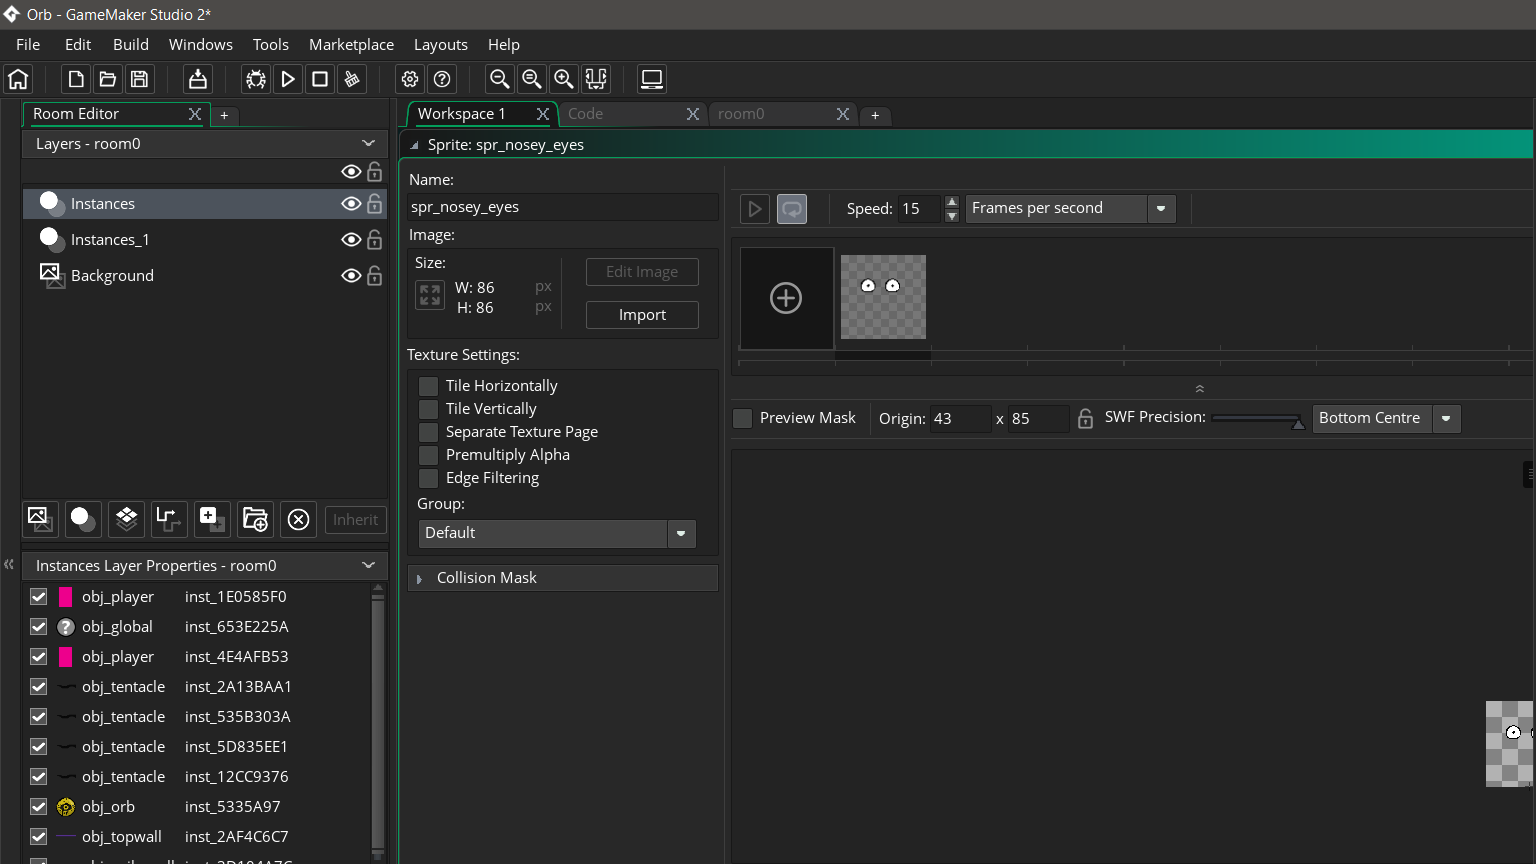 Orb - GameMaker Studio 2*
File Edit Build Windows Tools Marketplace Layouts Help
Room Editor
+
Workspace 1
Code
room0
+
Layers - room0
Instances
Instances_1
Background
Inherit
Instances Layer Properties - room0
obj_player inst_1E0585F0
obj_global inst_653E225A
obj_player inst_4E4AFB53
obj_tentacle inst_2A13BAA1
obj_tentacle inst_535B303A
obj_tentacle inst_5D835EE1
obj_tentacle inst_12CC9376
obj_orb inst_5335A97
obj_topwall inst_2AF4C6C7
Sprite: spr_nosey_eyes
Name:
spr_nosey_eyes
Image:
Size:
W: 86 px
H: 86 px
Edit Image
Import
Texture Settings:
Tile Horizontally
Tile Vertically
Separate Texture Page
Premultiply Alpha
Edge Filtering
Group:
Default
Collision Mask
Speed: 15 Frames per second
Preview Mask Origin: 43 x 85 SWF Precision: Bottom Centre